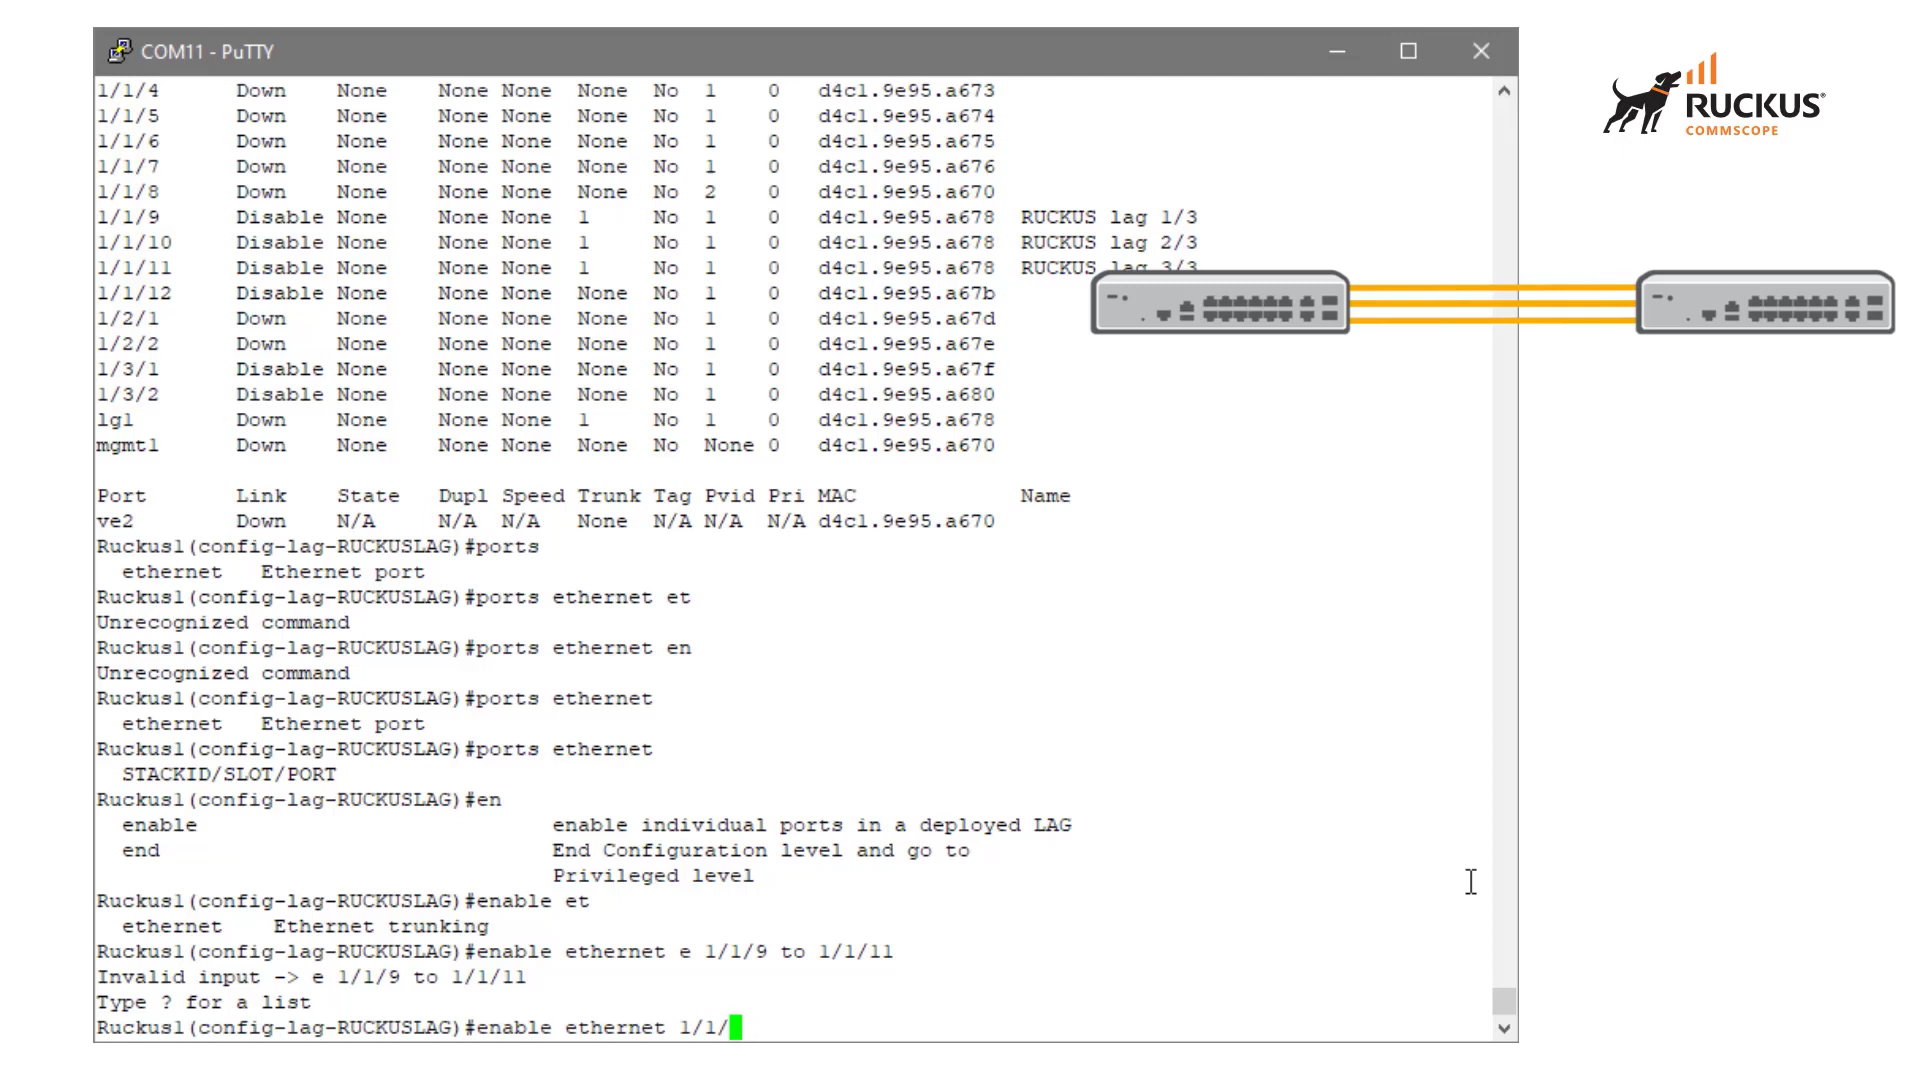 COM11 - PuTTY
1/1/4 Down None None None None No 1 0 d4c1.9e95.a673
1/1/5 Down None None None None No 1 0 d4c1.9e95.a674
1/1/6 Down None None None None No 1 0 d4c1.9e95.a675
1/1/7 Down None None None None No 1 0 d4c1.9e95.a676
1/1/8 Down None None None None No 2 0 d4c1.9e95.a670
1/1/9 Disable None None None 1 No 1 0 d4c1.9e95.a678 RUCKUS lag 1/3
1/1/10 Disable None None None 1 No 1 0 d4c1.9e95.a678 RUCKUS lag 2/3
1/1/11 Disable None None None 1 No 1 0 d4c1.9e95.a678 RUCKUS lag 3/3
1/1/12 Disable None None None None No 1 0 d4c1.9e95.a67b
1/2/1 Down None None None None No 1 0 d4c1.9e95.a67d
1/2/2 Down None None None None No 1 0 d4c1.9e95.a67e
1/3/1 Disable None None None None No 1 0 d4c1.9e95.a67f
1/3/2 Disable None None None None No 1 0 d4c1.9e95.a680
lg1 Down None None None 1 No 1 0 d4c1.9e95.a678
mgmt1 Down None None None None No None 0 d4c1.9e95.a670
Port Link State Dupl Speed Trunk Tag Pvid Pri MAC Name
ve2 Down N/A N/A N/A None N/A N/A N/A d4c1.9e95.a670
Ruckus1(config-lag-RUCKUSLAG)#ports
ethernet Ethernet port
Ruckus1(config-lag-RUCKUSLAG)#ports ethernet et
Unrecognized command
Ruckus1(config-lag-RUCKUSLAG)#ports ethernet en
Unrecognized command
Ruckus1(config-lag-RUCKUSLAG)#ports ethernet
ethernet Ethernet port
Ruckus1(config-lag-RUCKUSLAG)#ports ethernet
STACKID/SLOT/PORT
Ruckus1(config-lag-RUCKUSLAG)#en
enable enable individual ports in a deployed LAG
end End Configuration level and go to
Privileged level
Ruckus1(config-lag-RUCKUSLAG)#enable et
ethernet Ethernet trunking
Ruckus1(config-lag-RUCKUSLAG)#enable ethernet e 1/1/9 to 1/1/11
Invalid input -> e 1/1/9 to 1/1/11
Type ? for a list
Ruckus1(config-lag-RUCKUSLAG)#enable ethernet 1/1/
RUCKUS®
COMMSCOPE